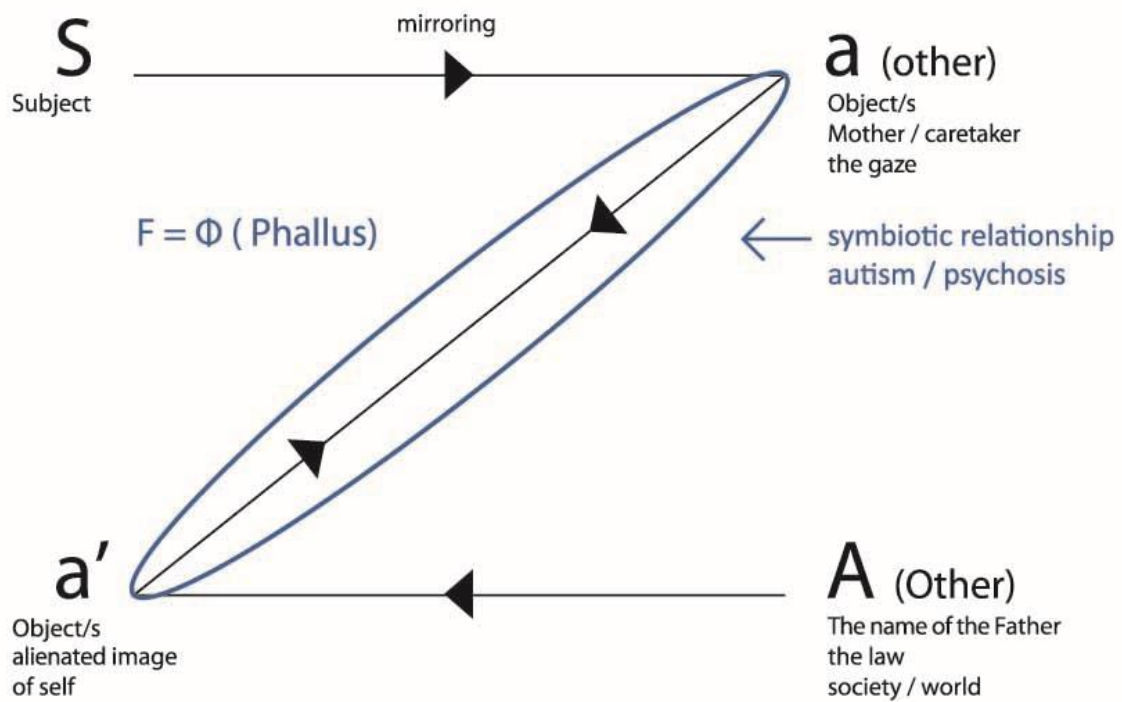 mirroring
S
Subject
a (other)
Object/s
Mother / caretaker
the gaze
F = Φ ( Phallus)
symbiotic relationship
autism / psychosis
a′
Object/s
alienated image
of self
A (Other)
The name of the Father
the law
society / world